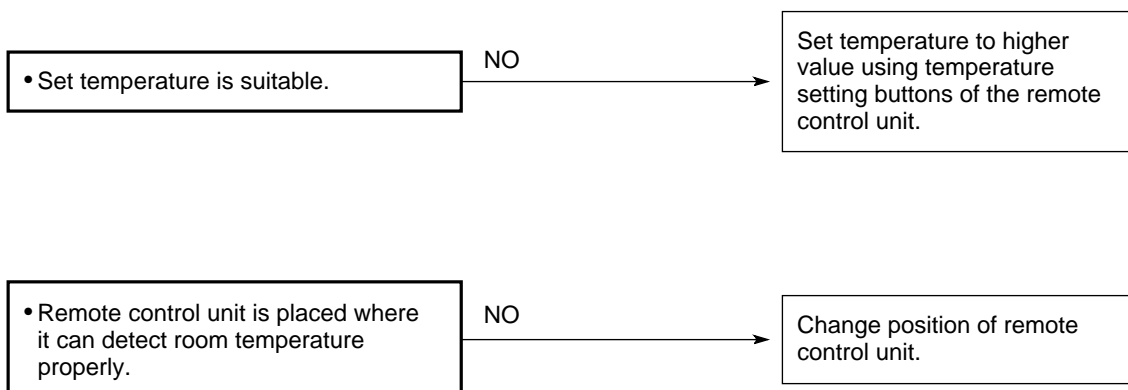 • Set temperature is suitable.
NO
Set temperature to higher
value using temperature
setting buttons of the remote
control unit.
• Remote control unit is placed where
it can detect room temperature
properly.
NO
Change position of remote
control unit.